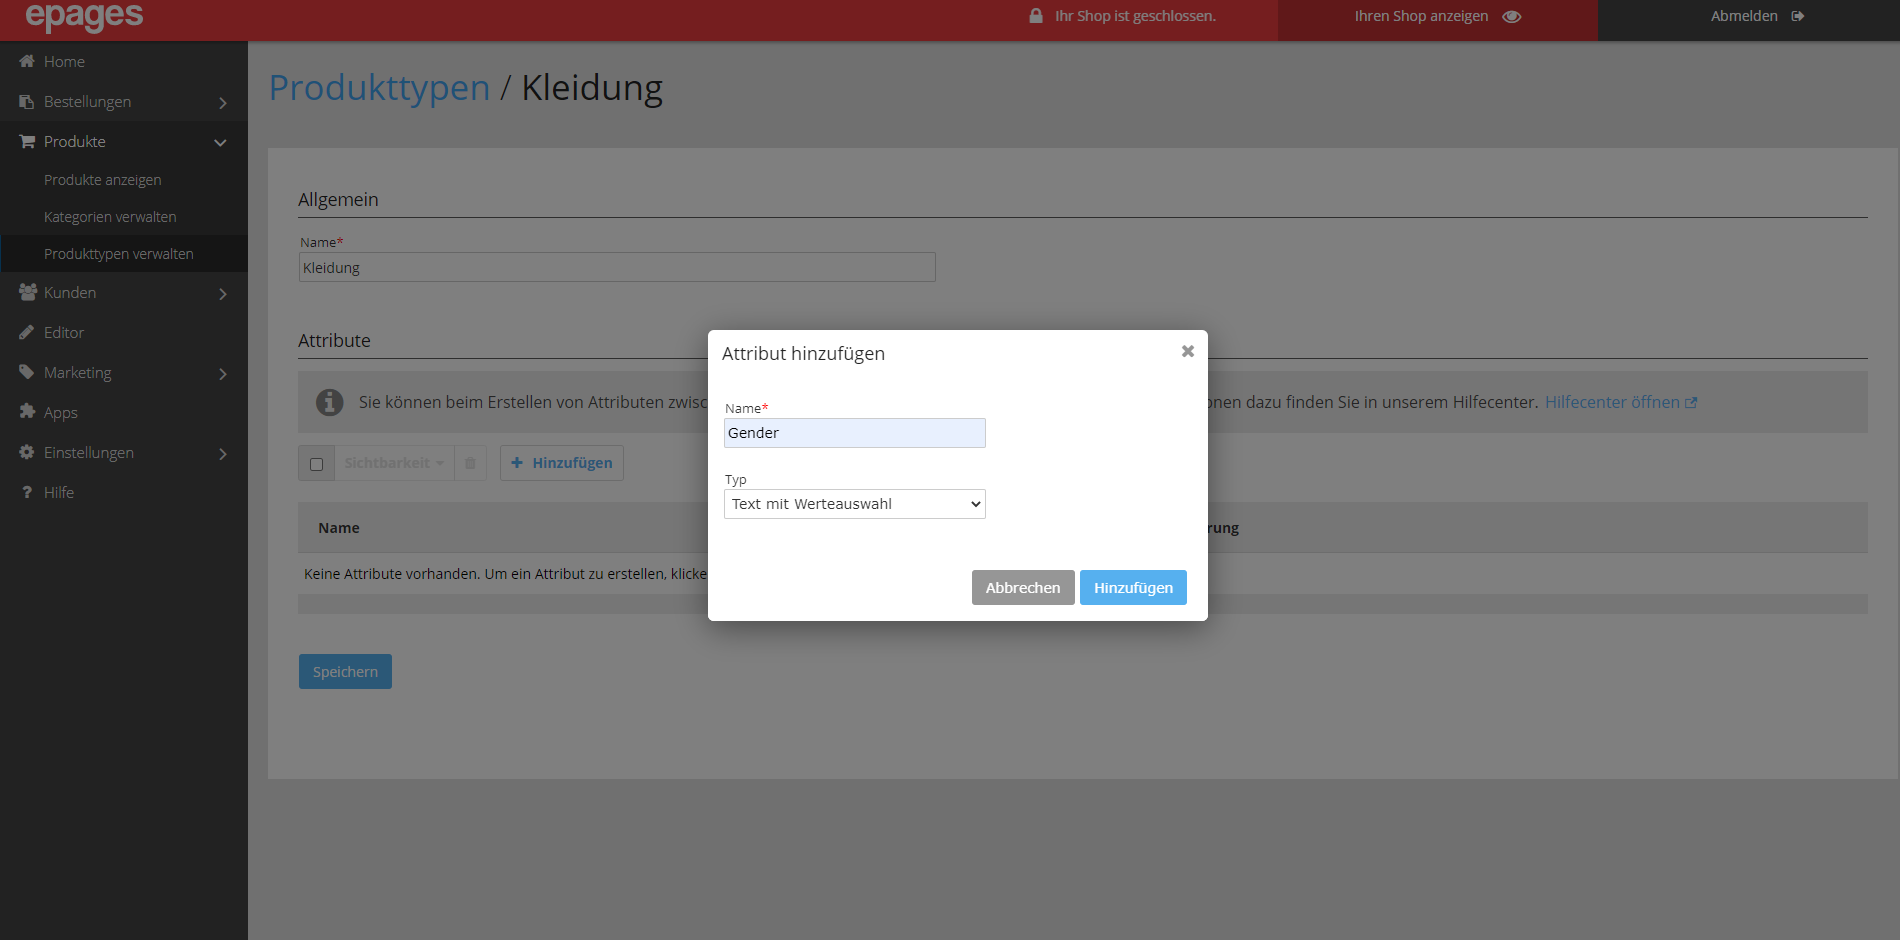 epages
Ihr Shop ist geschlossen.
Ihren Shop anzeigen
Abmelden
Home
Bestellungen
Produkte
Produkte anzeigen
Kategorien verwalten
Produkttypen verwalten
Kunden
Editor
Marketing
Apps
Einstellungen
? Hilfe
Produkttypen / Kleidung
Allgemein
Name*
Kleidung
Attribute
Sie können beim Erstellen von Attributen zwisc
onen dazu finden Sie in unserem Hilfecenter. Hilfecenter öffnen
Sichtbarkeit
+ Hinzufügen
Name
rung
Keine Attribute vorhanden. Um ein Attribut zu erstellen, klicke
Speichern
Attribut hinzufügen
Name*
Gender
Typ
Text mit Werteauswahl
Abbrechen
Hinzufügen